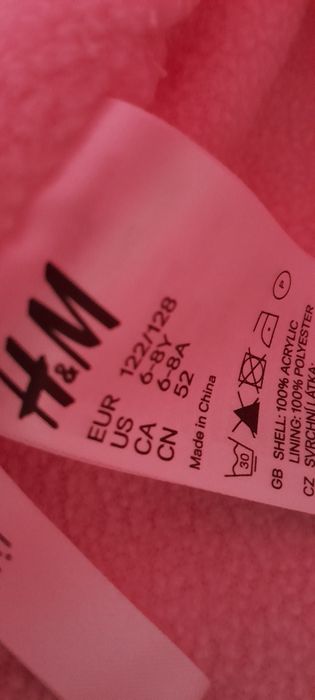 H&M
EUR 122/128
US 6-8Y
CA 6-8A
CN 52
Made in China
30
GB SHELL: 100% ACRYLIC
LINING: 100% POLYESTER
CZ SVRCHNÍ LÁTKA: